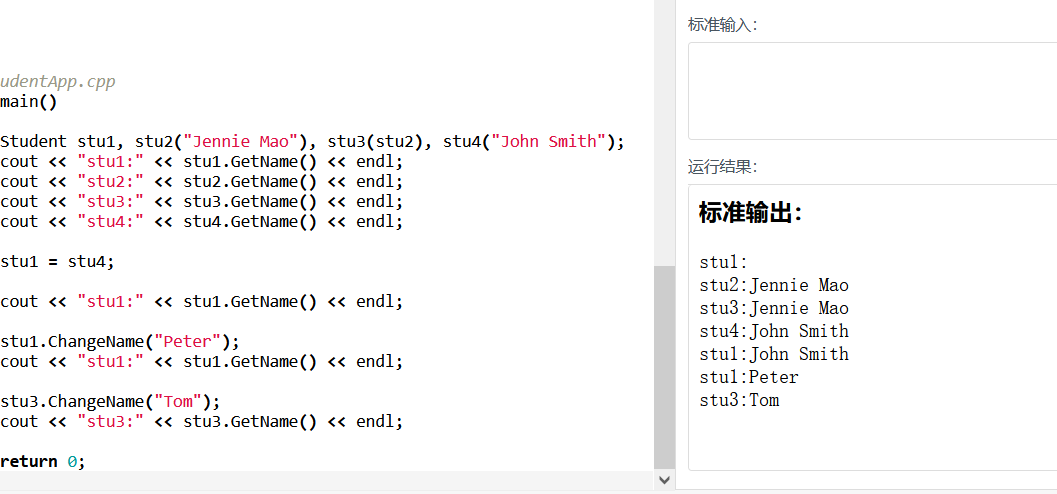 udentApp.cpp
main()
Student stu1, stu2("Jennie Mao"), stu3(stu2), stu4("John Smith");
cout << "stu1:" << stu1.GetName() << endl;
cout << "stu2:" << stu2.GetName() << endl;
cout << "stu3:" << stu3.GetName() << endl;
cout << "stu4:" << stu4.GetName() << endl;
stu1 = stu4;
cout << "stu1:" << stu1.GetName() << endl;
stu1.ChangeName("Peter");
cout << "stu1:" << stu1.GetName() << endl;
stu3.ChangeName("Tom");
cout << "stu3:" << stu3.GetName() << endl;
return 0;
标准输入：
运行结果：
标准输出：
stu1:
stu2:Jennie Mao
stu3:Jennie Mao
stu4:John Smith
stu1:John Smith
stu1:Peter
stu3:Tom